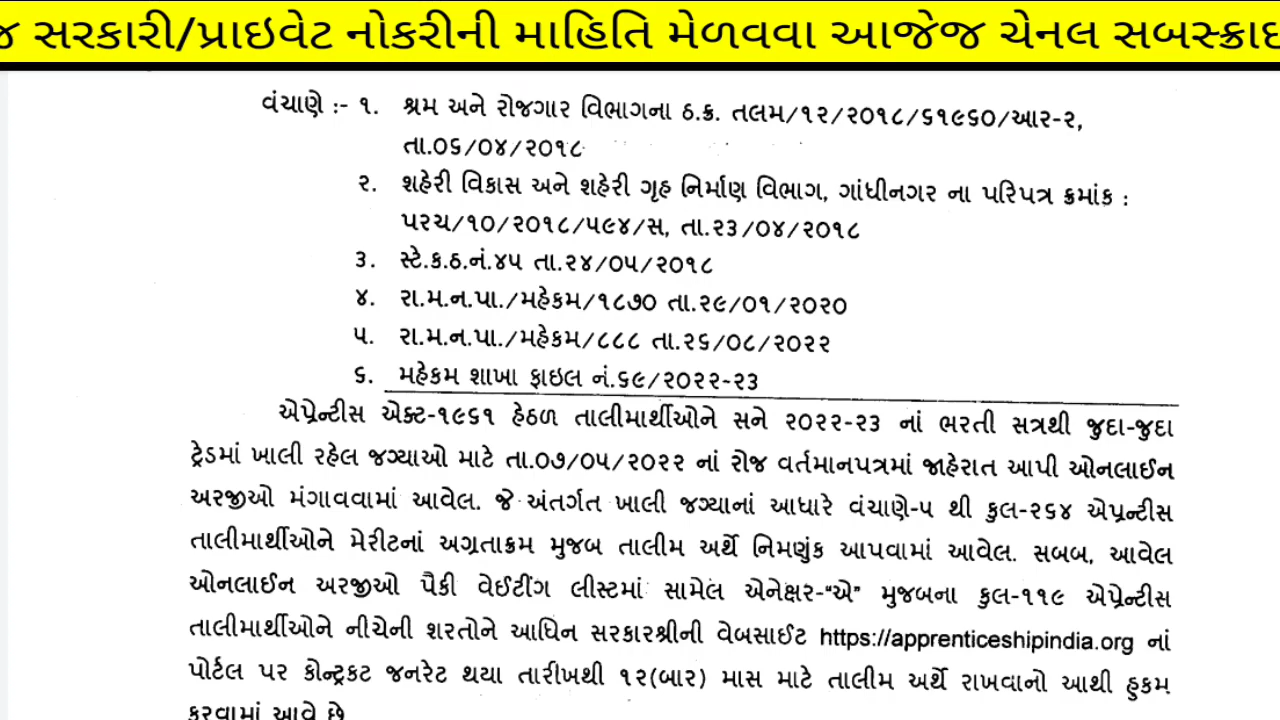 જ સરકારી/પ્રાઇવેટ નોકરીની માહિતિ મેળવવા આજેજ ચેનલ
વંચાણે :- ૧. શ્રમ અને રોજગાર વિભાગના ઠ.ક્ર. તલમ/૧૨/૨૦૧૮/૬૧૯૬૦/આર-૨,
તા.૦૬/૦૪/૨૦૧૮
૨. શહેરી વિકાસ અને શહેરી ગૃહ નિર્માણ વિભાગ, ગાંધીનગર ના પરિપત્ર ક્રમાંક :
પરચ/૧૦/૨૦૧૮/૫૯૪/સ, તા.૨૩/૦૪/૨૦૧૮
૩. સ્ટે.ક.ઠ.નં.૪૫ તા.૨૪/૦૫/૨૦૧૮
૪. રા.મ.ન.પા./મહેકમ/૧૮૭૦ તા.૨૯/૦૧/૨૦૨૦
૫. રા.મ.ન.પા./મહેકમ/૮૮૮ તા.૨૬/૦૮/૨૦૨૨
૬. મહેકમ શાખા ફાઇલ નં.૬૯/૨૦૨૨-૨૩
એપ્રેન્ટીસ એક્ટ-૧૯૬૧ હેઠળ તાલીમાર્થીઓને સને ૨૦૨૨-૨૩ નાં ભરતી સત્રથી જુદા-જુદા
ટ્રેડમાં ખાલી રહેલ જગ્યાઓ માટે તા.૦૭/૦૫/૨૦૨૨ નાં રોજ વર્તમાનપત્રમાં જાહેરાત આપી ઓનલાઈન
અરજીઓ મંગાવવામાં આવેલ. જે અંતર્ગત ખાલી જગ્યાનાં આધારે વંચાણે-૫ થી કુલ-૨૬૪ એપ્રન્ટીસ
તાલીમાર્થીઓને મેરીટનાં અગ્રતાક્રમ મુજબ તાલીમ અર્થે નિમણુંક આપવામાં આવેલ. સબબ, આવેલ
ઓનલાઈન અરજીઓ પૈકી વેઈટીંગ લીસ્ટમાં સામેલ એનેક્ષર-“એ” મુજબના કુલ-૧૧૯ એપ્રેન્ટીસ
તાલીમાર્થીઓને નીચેની શરતોને આધિન સરકારશ્રીની વેબસાઈટ https://apprenticeshipindia.org નાં
પોર્ટલ પર કોન્ટ્રકટ જનરેટ થયા તારીખથી ૧૨(બાર) માસ માટે તાલીમ અર્થે રાખવાનો આથી હુકમ
કરવામાં આવે છે